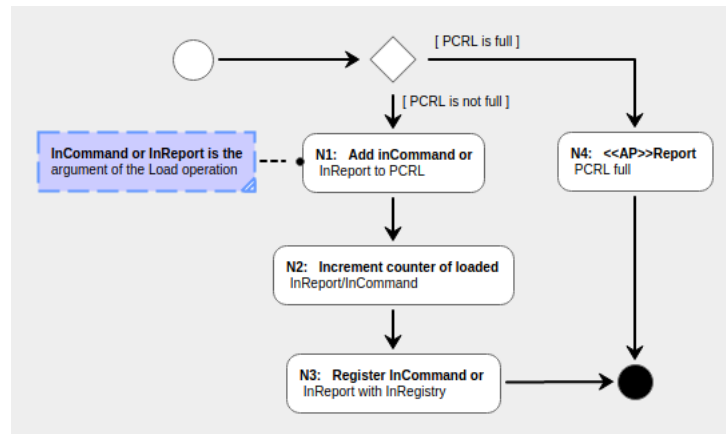 [ PCRL is full ]
[ PCRL is not full ]
InCommand or InReport is the
argument of the Load operation
N1: Add inCommand or
InReport to PCRL
N4: <<AP>>Report
PCRL full
N2: Increment counter of loaded
InReport/InCommand
N3: Register InCommand or
InReport with InRegistry